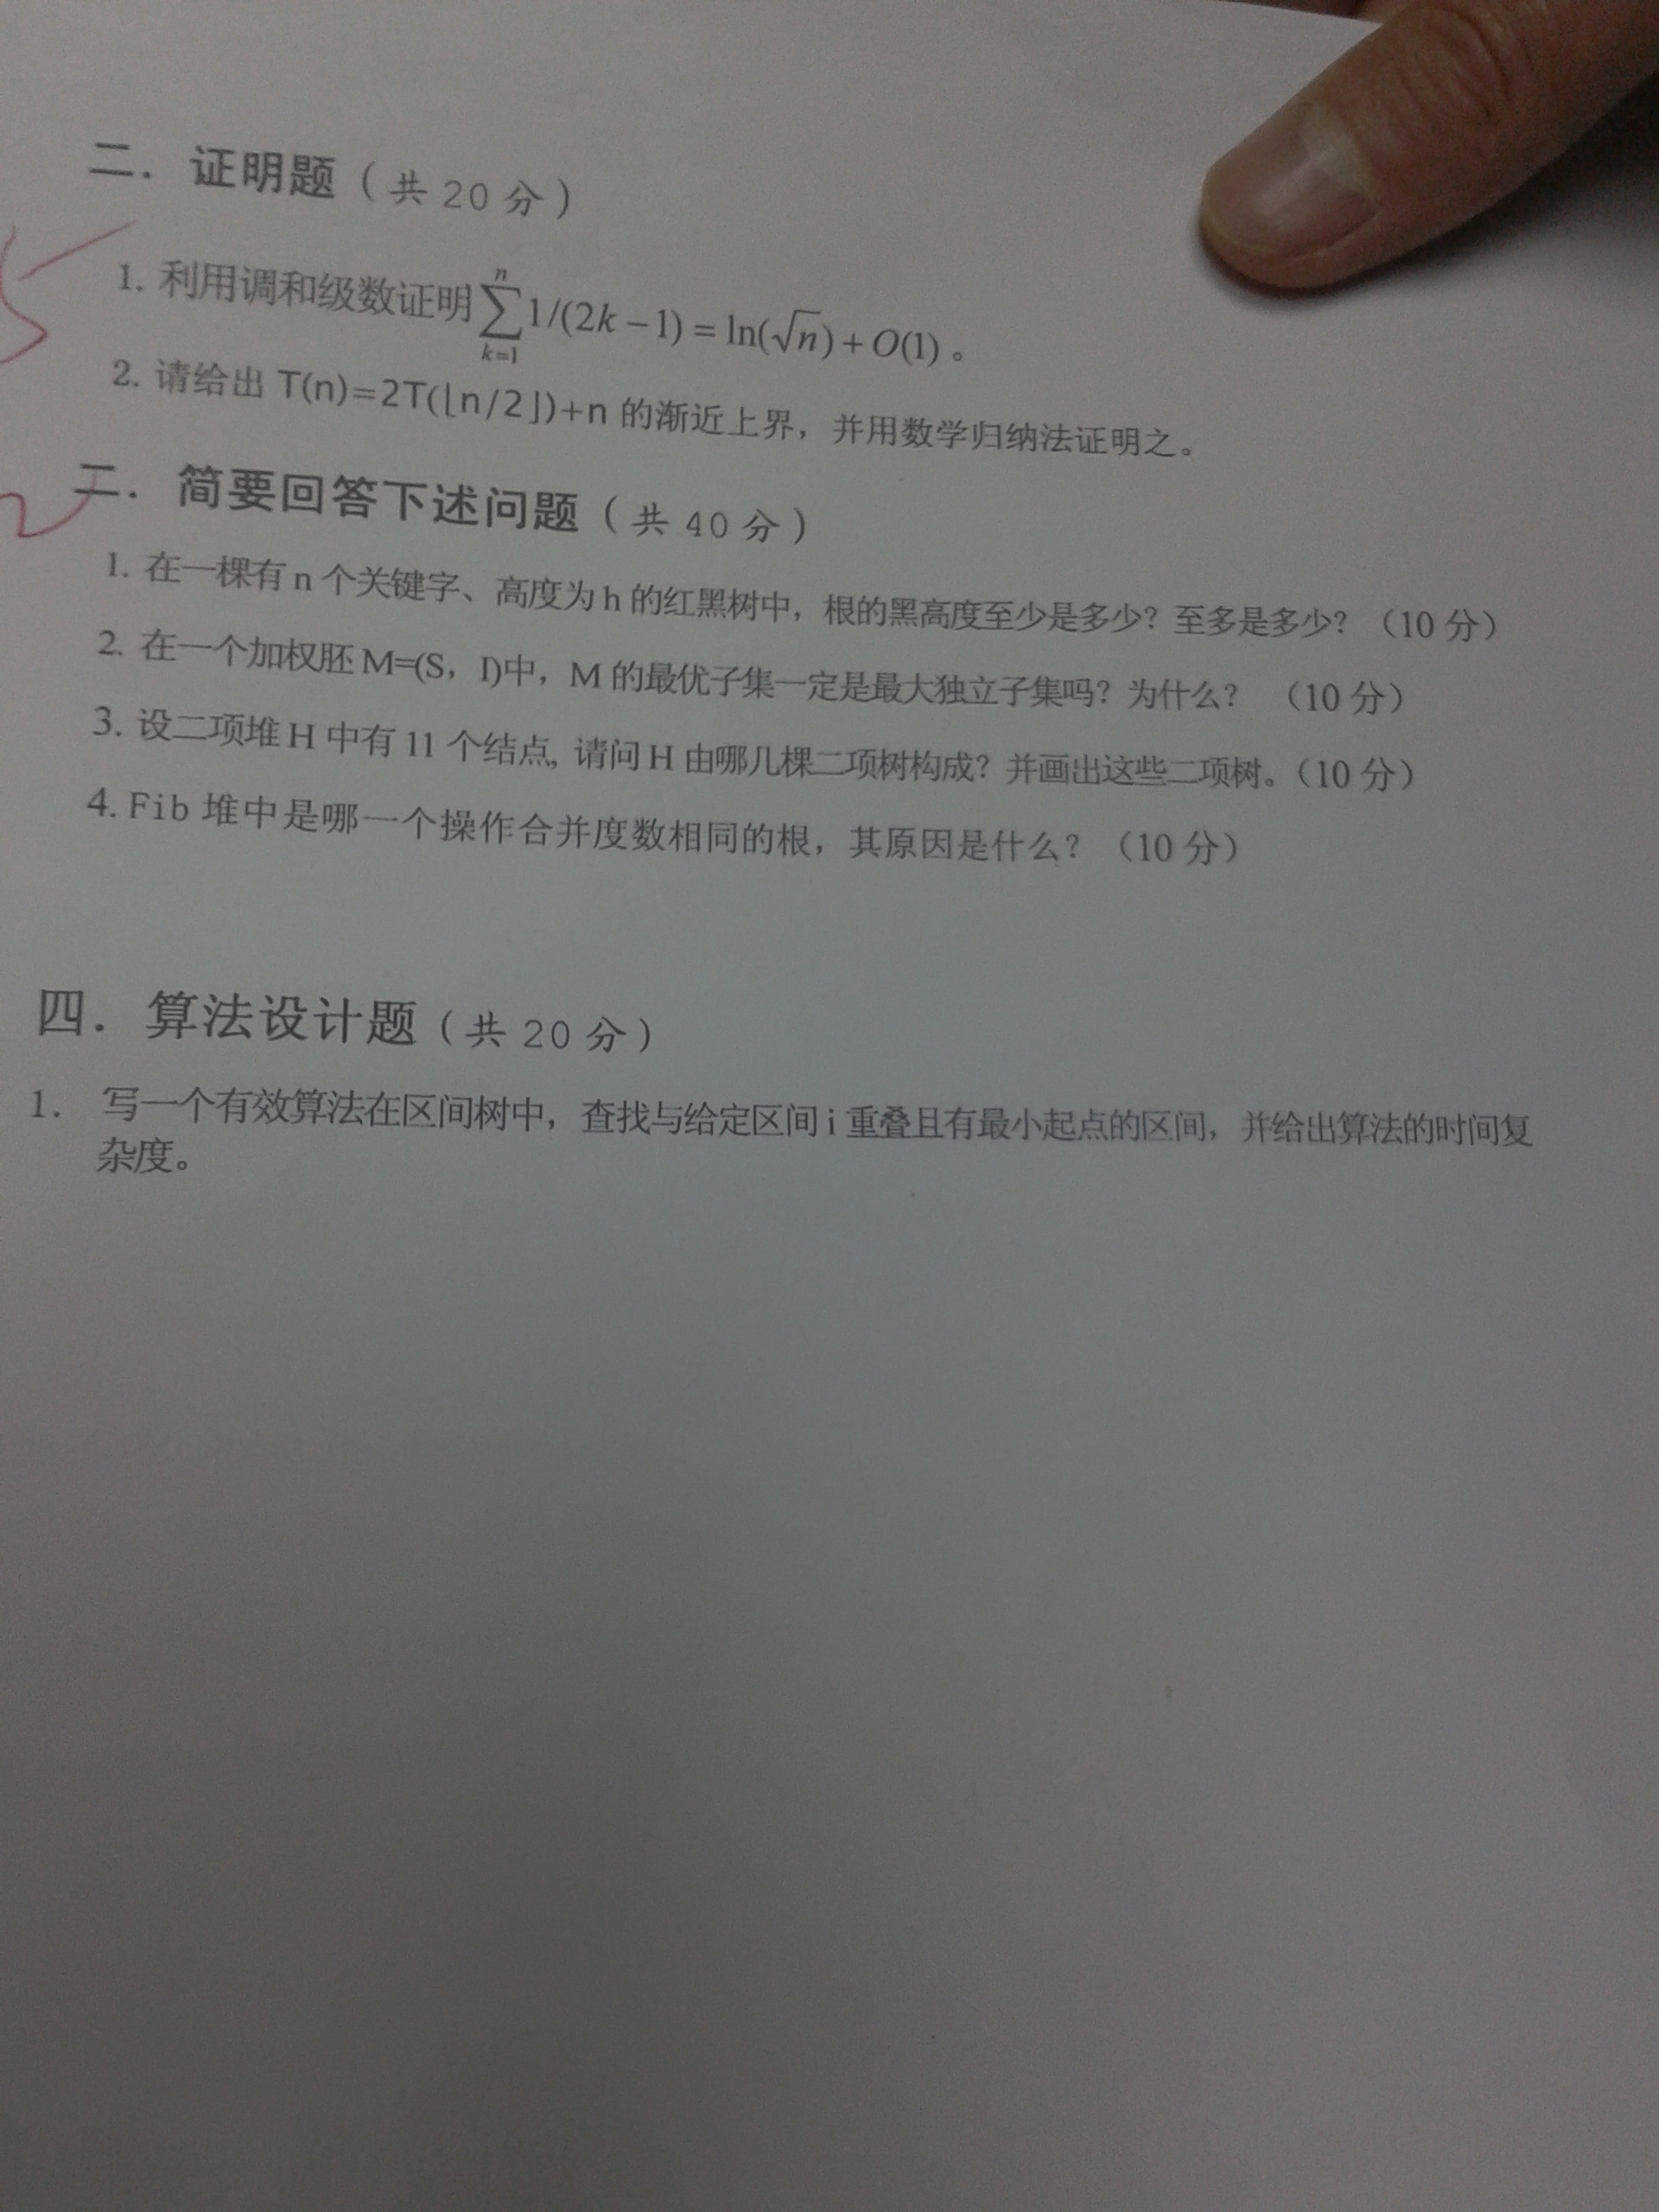 二. 证明题（共 20 分）
1. 利用调和级数证明 $\sum_{k=1}^{n} 1/(2k-1) = \ln(\sqrt{n}) + O(1)$ 。
2. 请给出 T(n)=2T(⌊n/2⌋)+n 的渐近上界，并用数学归纳法证明之。
二. 简要回答下述问题（共 40 分）
1. 在一棵有 n 个关键字、高度为 h 的红黑树中，根的黑高度至少是多少？至多是多少？（10 分）
2. 在一个加权胚 M=(S，I)中，M 的最优子集一定是最大独立子集吗？为什么？ （10 分）
3. 设二项堆 H 中有 11 个结点, 请问 H 由哪几棵二项树构成？并画出这些二项树。（10 分）
4. Fib 堆中是哪一个操作合并度数相同的根，其原因是什么？（10 分）
四. 算法设计题（共 20 分）
1. 写一个有效算法在区间树中，查找与给定区间 i 重叠且有最小起点的区间，并给出算法的时间复
杂度。